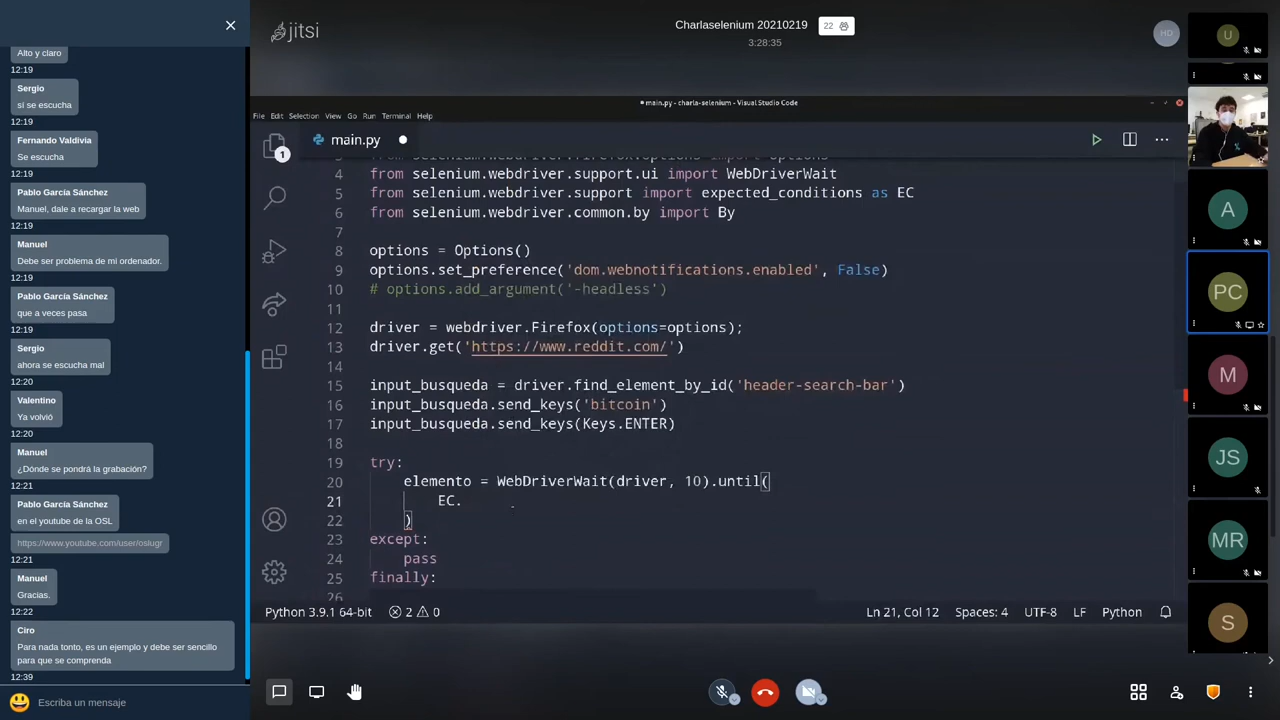 Alto y claro
12:19
Sergio
sí se escucha
12:19
Fernando Valdivia
Se escucha
12:19
Pablo García Sánchez
Manuel, dale a recargar la web
12:19
Manuel
Debe ser problema de mi ordenador.
12:19
Pablo García Sánchez
que a veces pasa
12:19
Sergio
ahora se escucha mal
12:20
Valentino
Ya volvió
12:20
Manuel
¿Dónde se pondrá la grabación?
12:21
Pablo García Sánchez
en el youtube de la OSL
https://www.youtube.com/user/oslugr
12:21
Manuel
Gracias.
12:22
Ciro
Para nada tonto, es un ejemplo y debe ser sencillo
para que se comprenda
12:39
Escriba un mensaje
jitsi
Charlaselenium 20210219
22
3:28:35
HD
main.py - charla-selenium - Visual Studio Code
File Edit Selection View Go Run Terminal Help
1
main.py
3 from selenium.webdriver.firefox.options import Options
4 from selenium.webdriver.support.ui import WebDriverWait
5 from selenium.webdriver.support import expected_conditions as EC
6 from selenium.webdriver.common.by import By
7
8 options = Options()
9 options.set_preference('dom.webnotifications.enabled', False)
10 # options.add_argument('-headless')
11
12 driver = webdriver.Firefox(options=options);
13 driver.get('https://www.reddit.com/')
14
15 input_busqueda = driver.find_element_by_id('header-search-bar')
16 input_busqueda.send_keys('bitcoin')
17 input_busqueda.send_keys(Keys.ENTER)
18
19 try:
20 elemento = WebDriverWait(driver, 10).until(
21 EC.
22 )
23 except:
24 pass
25 finally:
26
Python 3.9.1 64-bit 2 0 Ln 21, Col 12 Spaces: 4 UTF-8 LF Python
U
A
PC
M
JS
MR
S